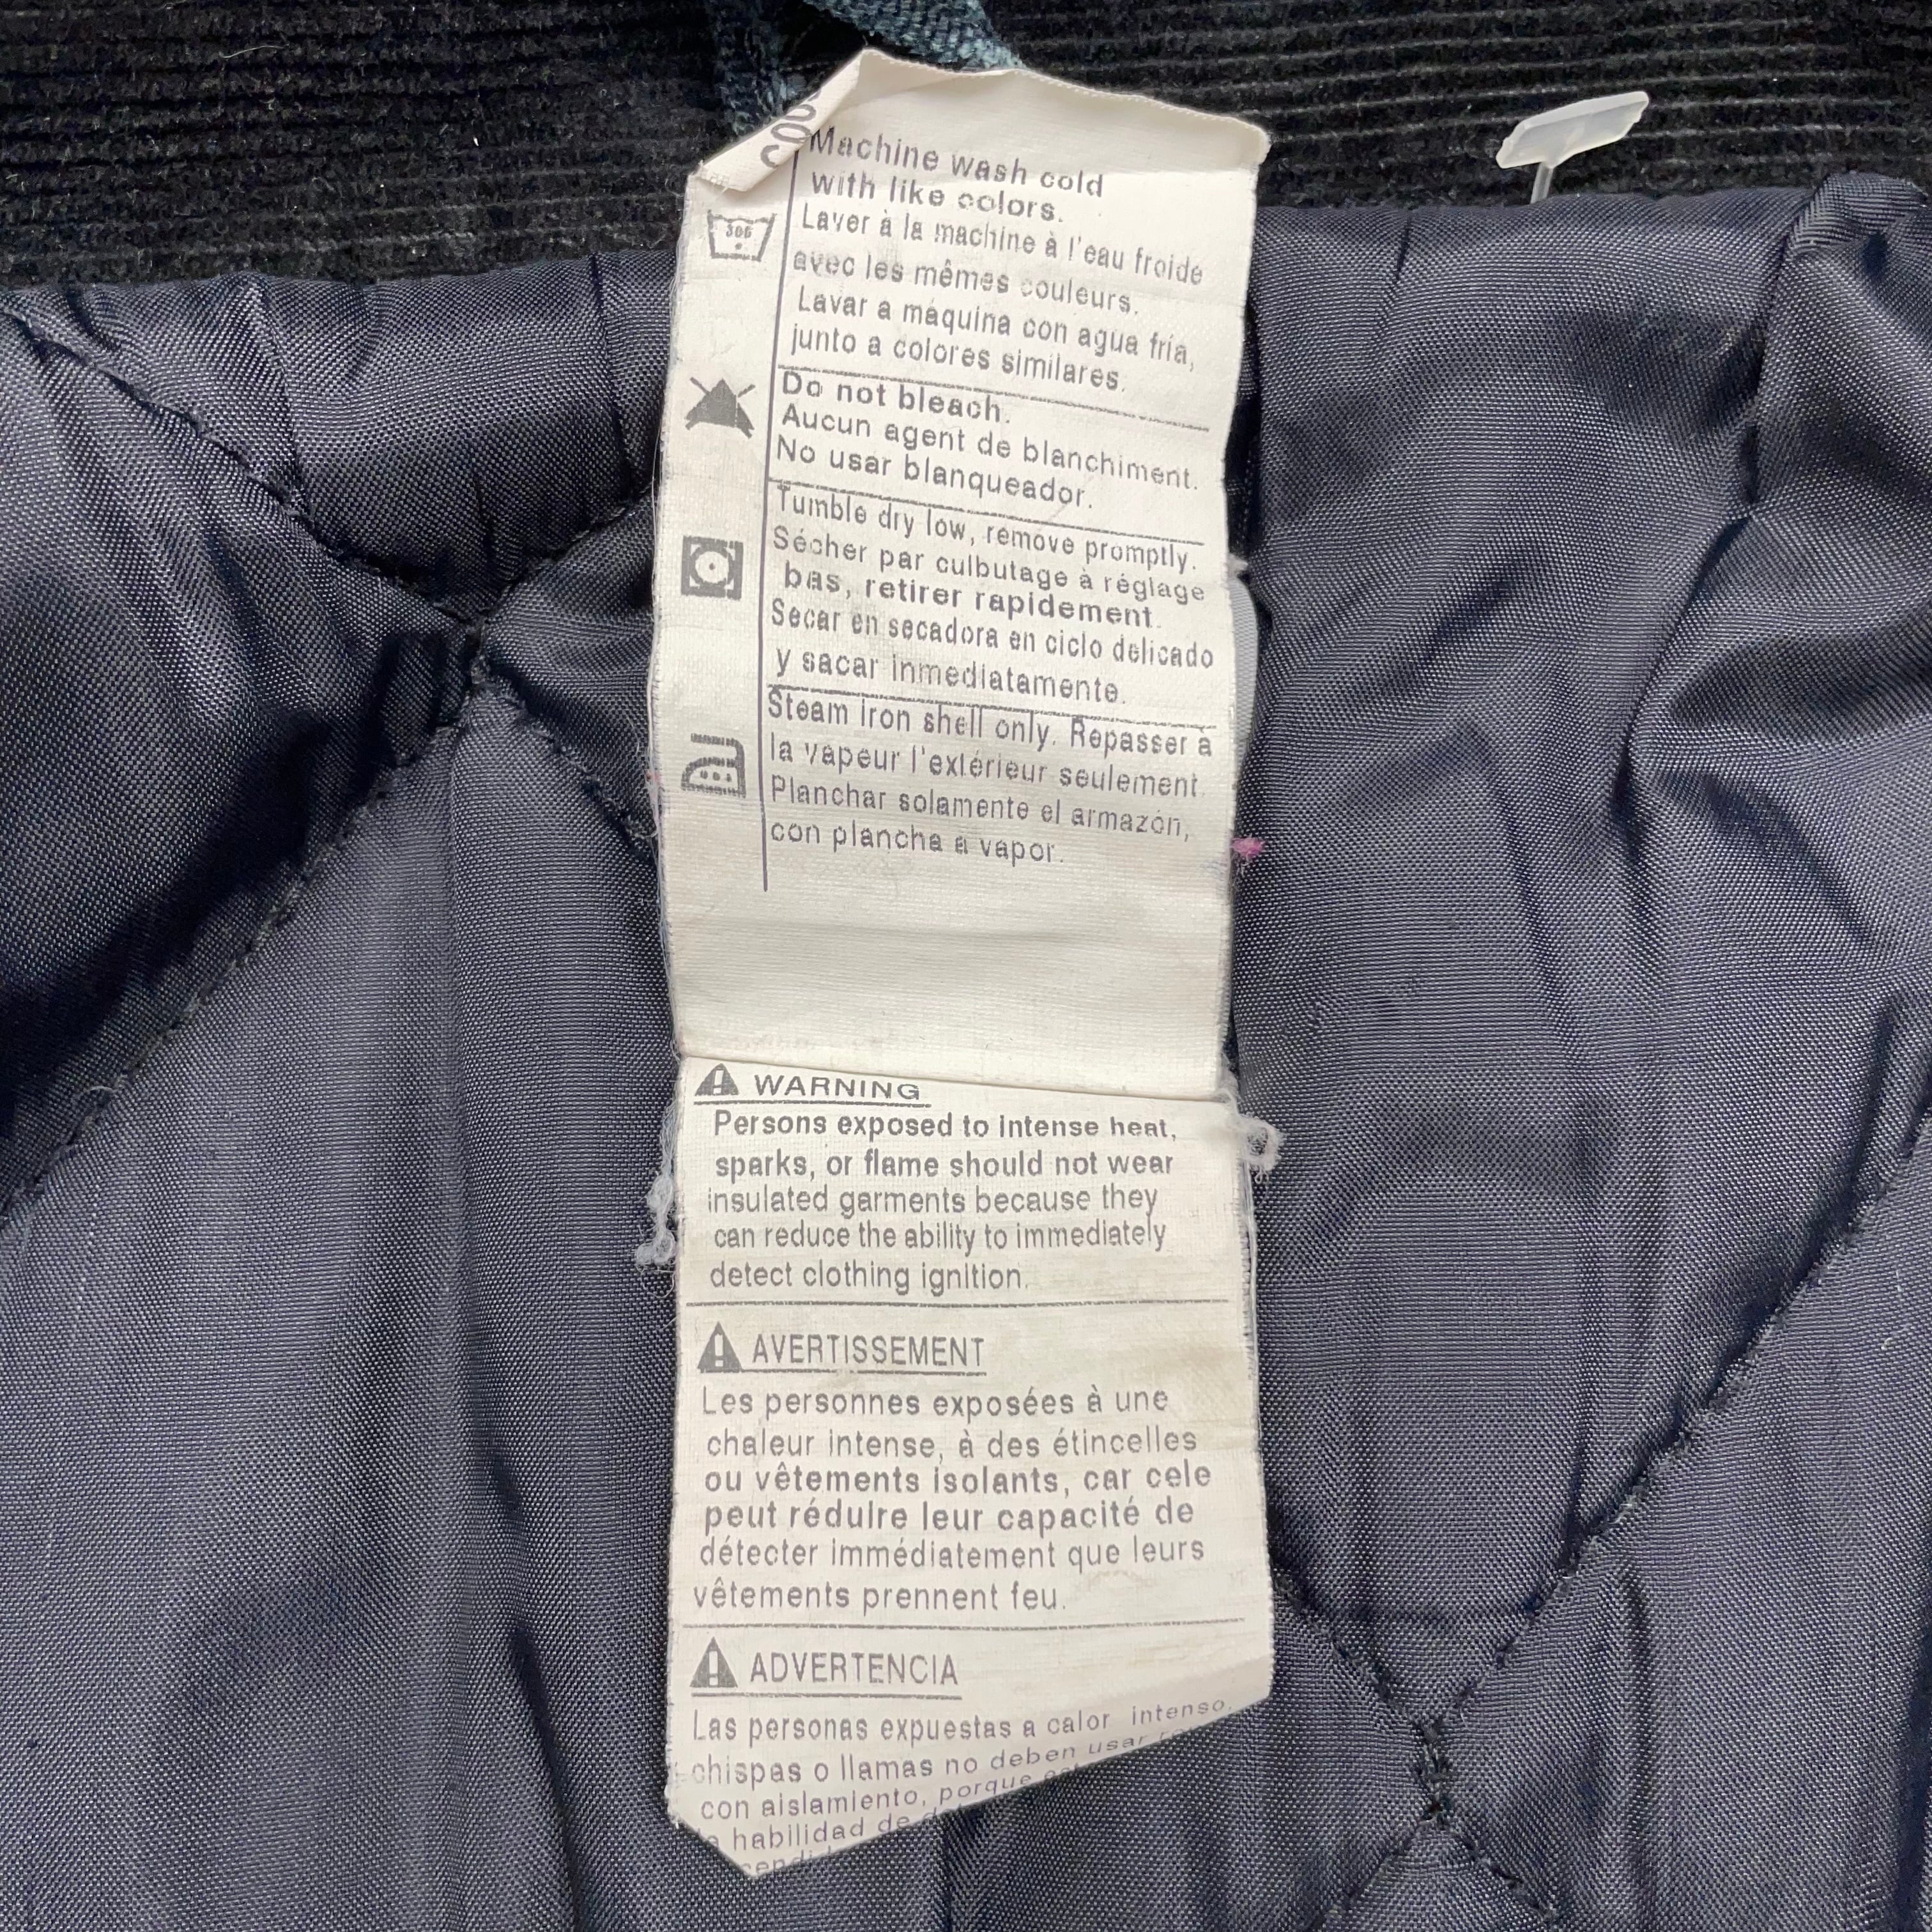 Machine wash cold
with like colors.
Laver à la machine à l'eau froide
avec les mêmes couleurs.
Lavar a maquina con agua fría,
junto a colores similares.
Do not bleach.
Aucun agent de blanchiment.
No usar blanqueador.
Tumble dry low, remove promptly.
Sécher par culbutage à réglage
bas, retirer rapidement.
Secar en secadora en ciclo delicado
y sacar inmediatamente.
Steam iron shell only. Repasser à
la vapeur l'extérieur seulement.
Planchar solamente el armazón,
con plancha a vapor.
WARNING
Persons exposed to intense heat,
sparks, or flame should not wear
insulated garments because they
can reduce the ability to immediately
detect clothing ignition.
AVERTISSEMENT
Les personnes exposées à une
chaleur intense, à des étincelles
ou vêtements isolants, car cele
peut réduire leur capacité de
détecter immédiatement que leurs
vêtements prennent feu.
ADVERTENCIA
Las personas expuestas a calor intenso.
chispas o llamas no deben usar
con aislamiento, porque
habilidad de